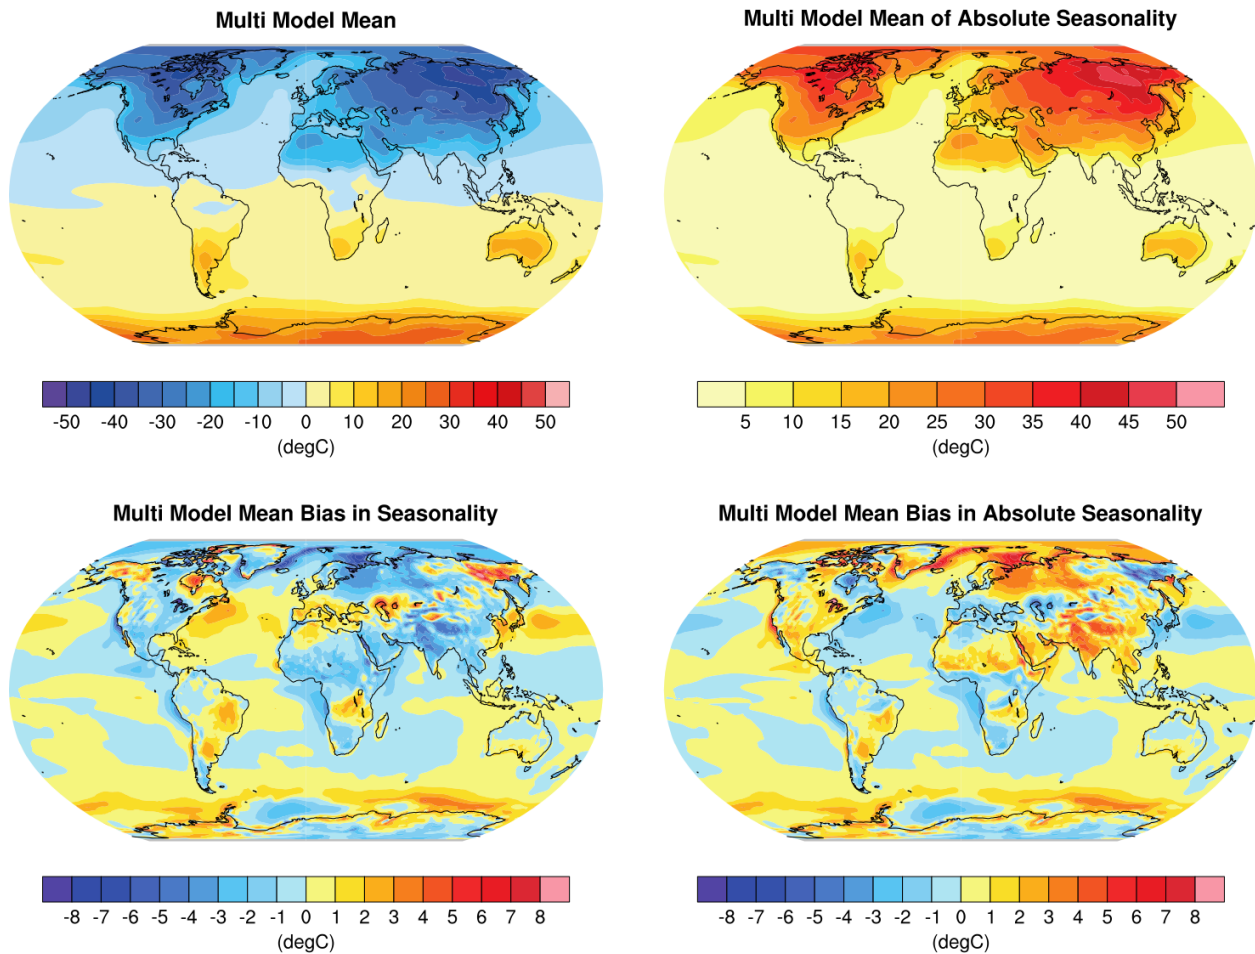 Multi Model Mean
-50 -40 -30 -20 -10 0 10 20 30 40 50
(degC)
Multi Model Mean of Absolute Seasonality
5 10 15 20 25 30 35 40 45 50
(degC)
Multi Model Mean Bias in Seasonality
-8 -7 -6 -5 -4 -3 -2 -1 0 1 2 3 4 5 6 7 8
(degC)
Multi Model Mean Bias in Absolute Seasonality
-8 -7 -6 -5 -4 -3 -2 -1 0 1 2 3 4 5 6 7 8
(degC)